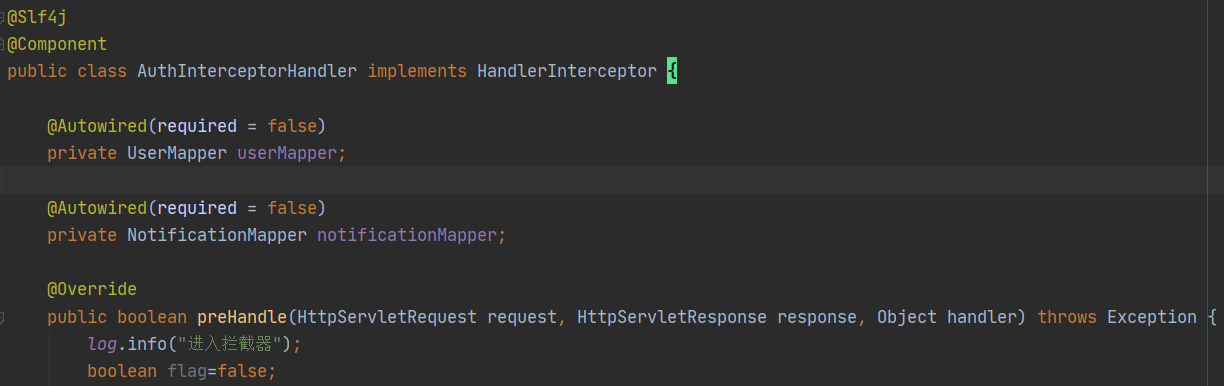 @Slf4j
@Component
public class AuthInterceptorHandler implements HandlerInterceptor {
@Autowired(required = false)
private UserMapper userMapper;
@Autowired(required = false)
private NotificationMapper notificationMapper;
@Override
public boolean preHandle(HttpServletRequest request, HttpServletResponse response, Object handler) throws Exception {
log.info("进入拦截器");
boolean flag=false;